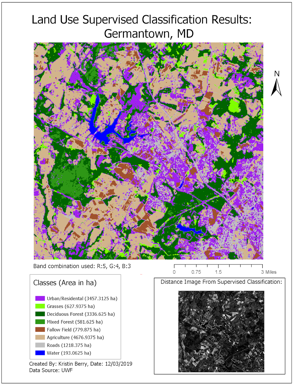 Land Use Supervised Classification Results:
Germantown, MD
N
Band combination used: R:5, G:4, B:3
0 0.75 1.5 3 Miles
Classes (Area in ha)
Urban/Residential (3457.3125 ha)
Grasses (627.9375 ha)
Deciduous Forest (3336.625 ha)
Mixed Forest (581.625 ha)
Fallow Field (779.875 ha)
Agriculture (4676.9375 ha)
Roads (1218.375 ha)
Water (193.0625 ha)
Distance Image From Supervised Classification:
Created By: Kristin Berry, Date: 12/03/2019
Data Source: UWF